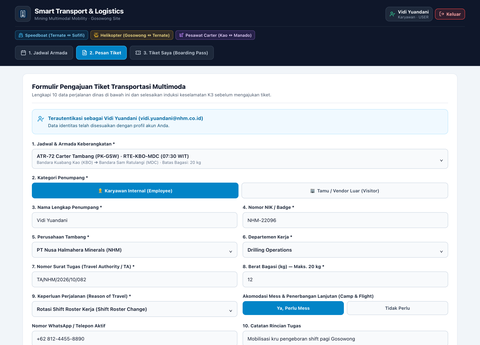 Smart Transport & Logistics
Mining Multimodal Mobility · Gosowong Site
Vidi Yuandani
Karyawan · USER
Keluar
Speedboat (Ternate ↔ Sofifi)
Helikopter (Gosowong ↔ Ternate)
Pesawat Carter (Kao ↔ Manado)
1. Jadwal Armada
2. Pesan Tiket
3. Tiket Saya (Boarding Pass)
Formulir Pengajuan Tiket Transportasi Multimoda
Lengkapi 10 data perjalanan dinas di bawah ini dan selesaikan induksi keselamatan K3 sebelum mengajukan tiket.
Terautentikasi sebagai Vidi Yuandani (vidi.yuandani@nhm.co.id)
Data identitas telah disesuaikan dengan profil akun Anda.
1. Jadwal & Armada Keberangkatan *
ATR-72 Carter Tambang (PK-GSW) · RTE-KBO-MDC (07:30 WIT)
Bandara Kuabang Kao (KBO) ➔ Bandara Sam Ratulangi (MDC) · Batas Bagasi: 20 kg
2. Kategori Penumpang *
Karyawan Internal (Employee)
Tamu / Vendor Luar (Visitor)
3. Nama Lengkap Penumpang *
4. Nomor NIK / Badge *
Vidi Yuandani
NHM-22096
5. Perusahaan Tambang *
6. Departemen Kerja *
PT Nusa Halmahera Minerals (NHM)
Drilling Operations
7. Nomor Surat Tugas (Travel Authority / TA) *
8. Berat Bagasi (kg) — Maks. 20 kg *
TA/NHM/2026/10/082
12
9. Keperluan Perjalanan (Reason of Travel) *
Akomodasi Mess & Penerbangan Lanjutan (Camp & Flight)
Rotasi Shift Roster Kerja (Shift Roster Change)
Ya, Perlu Mess
Tidak Perlu
Nomor WhatsApp / Telepon Aktif
10. Catatan Rincian Tugas
+62 812-4455-8890
Mobilisasi kru pengeboran shift pagi Gosowong